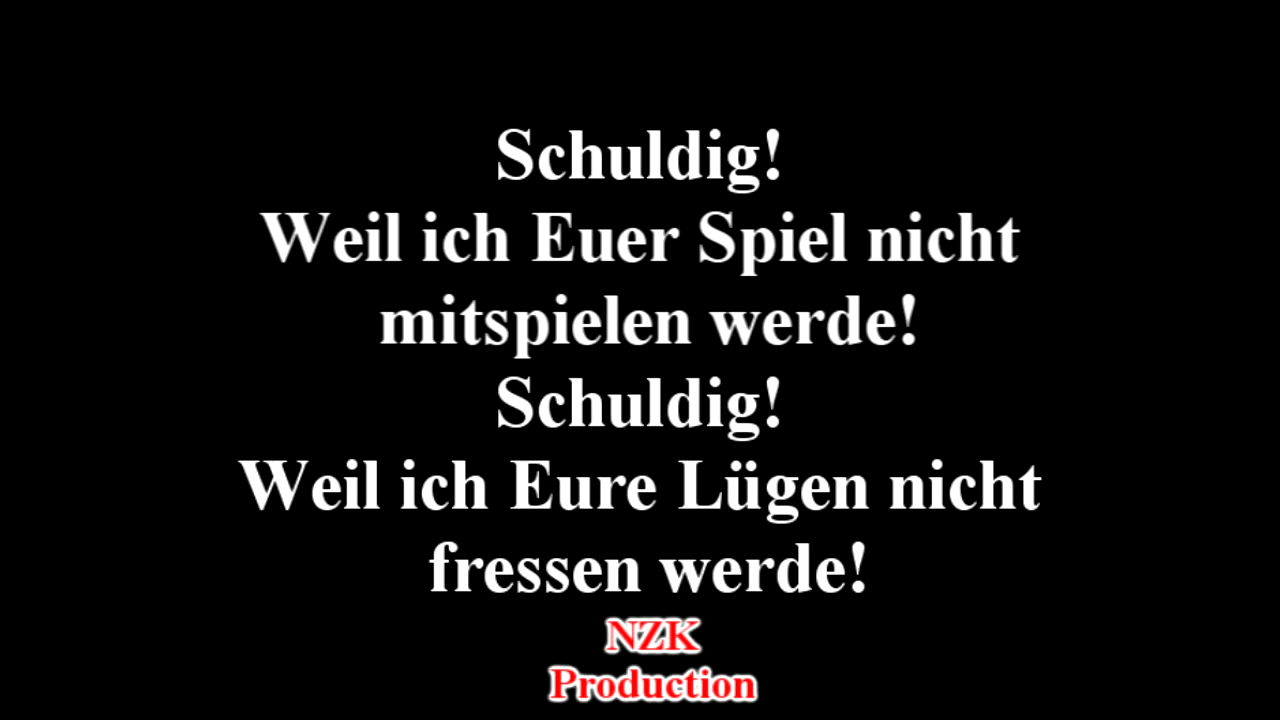 Schuldig!
Weil ich Euer Spiel nicht
mitspielen werde!
Schuldig!
Weil ich Eure Lügen nicht
fressen werde!
NZK
Production